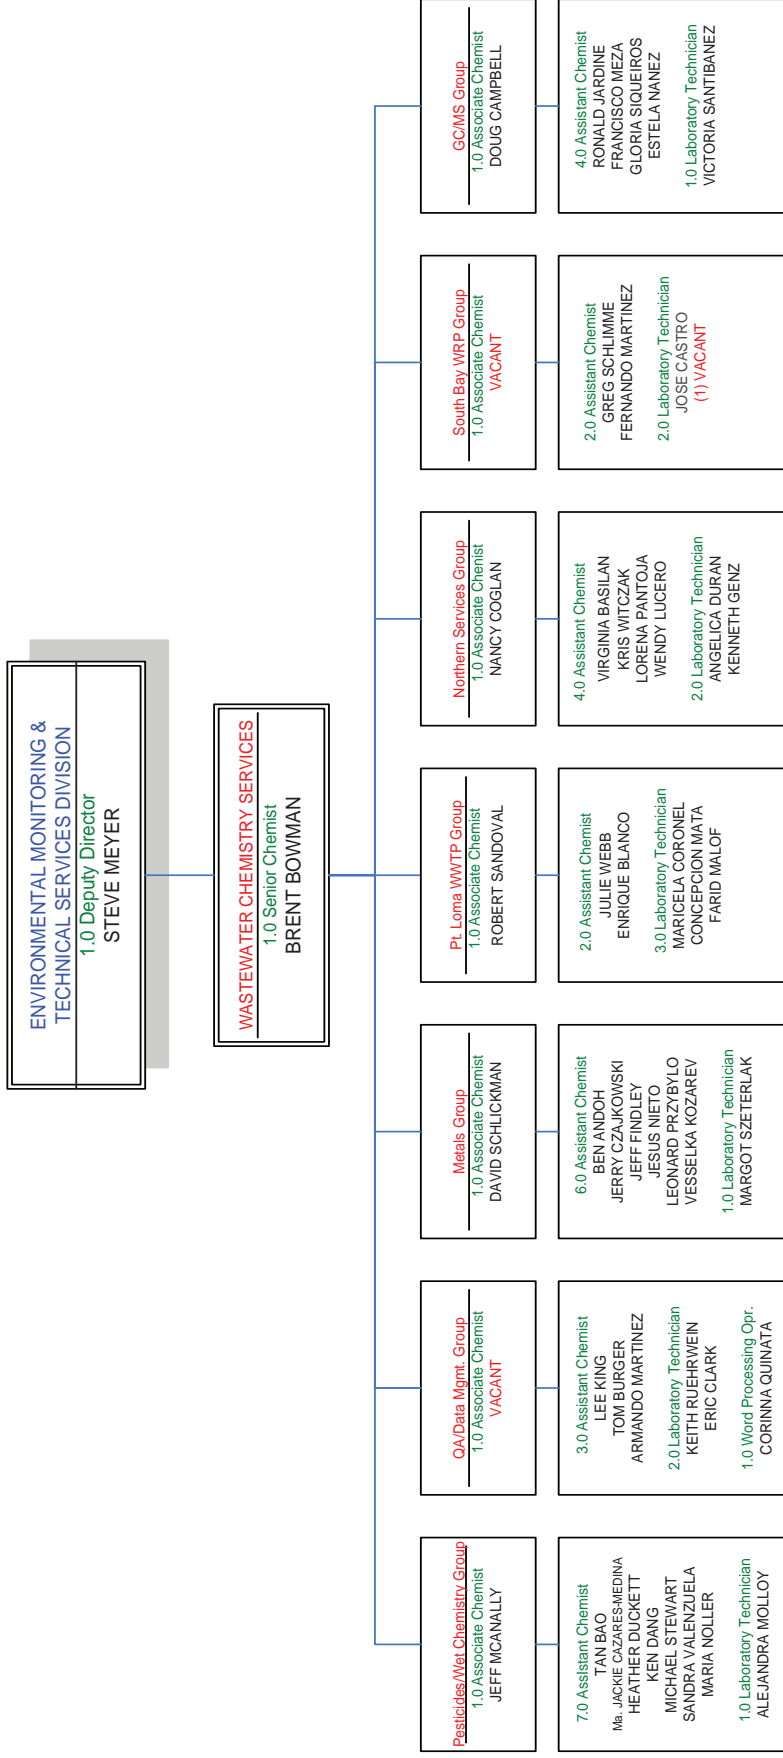 ENVIRONMENTAL MONITORING &
TECHNICAL SERVICES DIVISION
1.0 Deputy Director
STEVE MEYER
WASTEWATER CHEMISTRY SERVICES
1.0 Senior Chemist
BRENT BOWMAN
Pesticides/Wet Chemistry Group
1.0 Associate Chemist
JEFF MCANALLY
7.0 Assistant Chemist
TAN BAO
Ma. JACKIE CAZARES-MEDINA
HEATHER DUCKETT
KEN DANG
MICHAEL STEWART
SANDRA VALENZUELA
MARIA NOLLER
1.0 Laboratory Technician
ALEJANDRA MOLLOY
QA/Data Mgmt. Group
1.0 Associate Chemist
VACANT
3.0 Assistant Chemist
LEE KING
TOM BURGER
ARMANDO MARTINEZ
2.0 Laboratory Technician
KEITH RUEHRWEIN
ERIC CLARK
1.0 Word Processing Opr.
CORINNA QUINATA
Metals Group
1.0 Associate Chemist
DAVID SCHLICKMAN
6.0 Assistant Chemist
BEN ANDOH
JERRY CZAJKOWSKI
JEFF FINDLEY
JESUS NIETO
LEONARD PRZYBYLO
VESSELKA KOZAREV
1.0 Laboratory Technician
MARGOT SZETERLAK
Pt. Loma WWTP Group
1.0 Associate Chemist
ROBERT SANDOVAL
2.0 Assistant Chemist
JULIE WEBB
ENRIQUE BLANCO
3.0 Laboratory Technician
MARICELA CORONEL
CONCEPCION MATA
FARID MALOF
Northern Services Group
1.0 Associate Chenist
NANCY COGLAN
4.0 Assistant Chemist
VIRGINIA BASILAN
KRIS WITCZAK
LORENA PANTOJA
WENDY LUCERO
2.0 Laboratory Technician
ANGELICA DURAN
KENNETH GENZ
South Bay WRP Group
1.0 Associate Chemist
VACANT
2.0 Assistant Chemist
GREG SCHLIMME
FERNANDO MARTINEZ
2.0 Laboratory Technician
JOSE CASTRO
(1) VACANT
GC/MS Group
1.0 Associate Chemist
DOUG CAMPBELL
4.0 Assistant Chemist
RONALD JARDINE
FRANCISCO MEZA
GLORIA SIQUEIROS
ESTELA NANEZ
1.0 Laboratory Technician
VICTORIA SANTIBANEZ